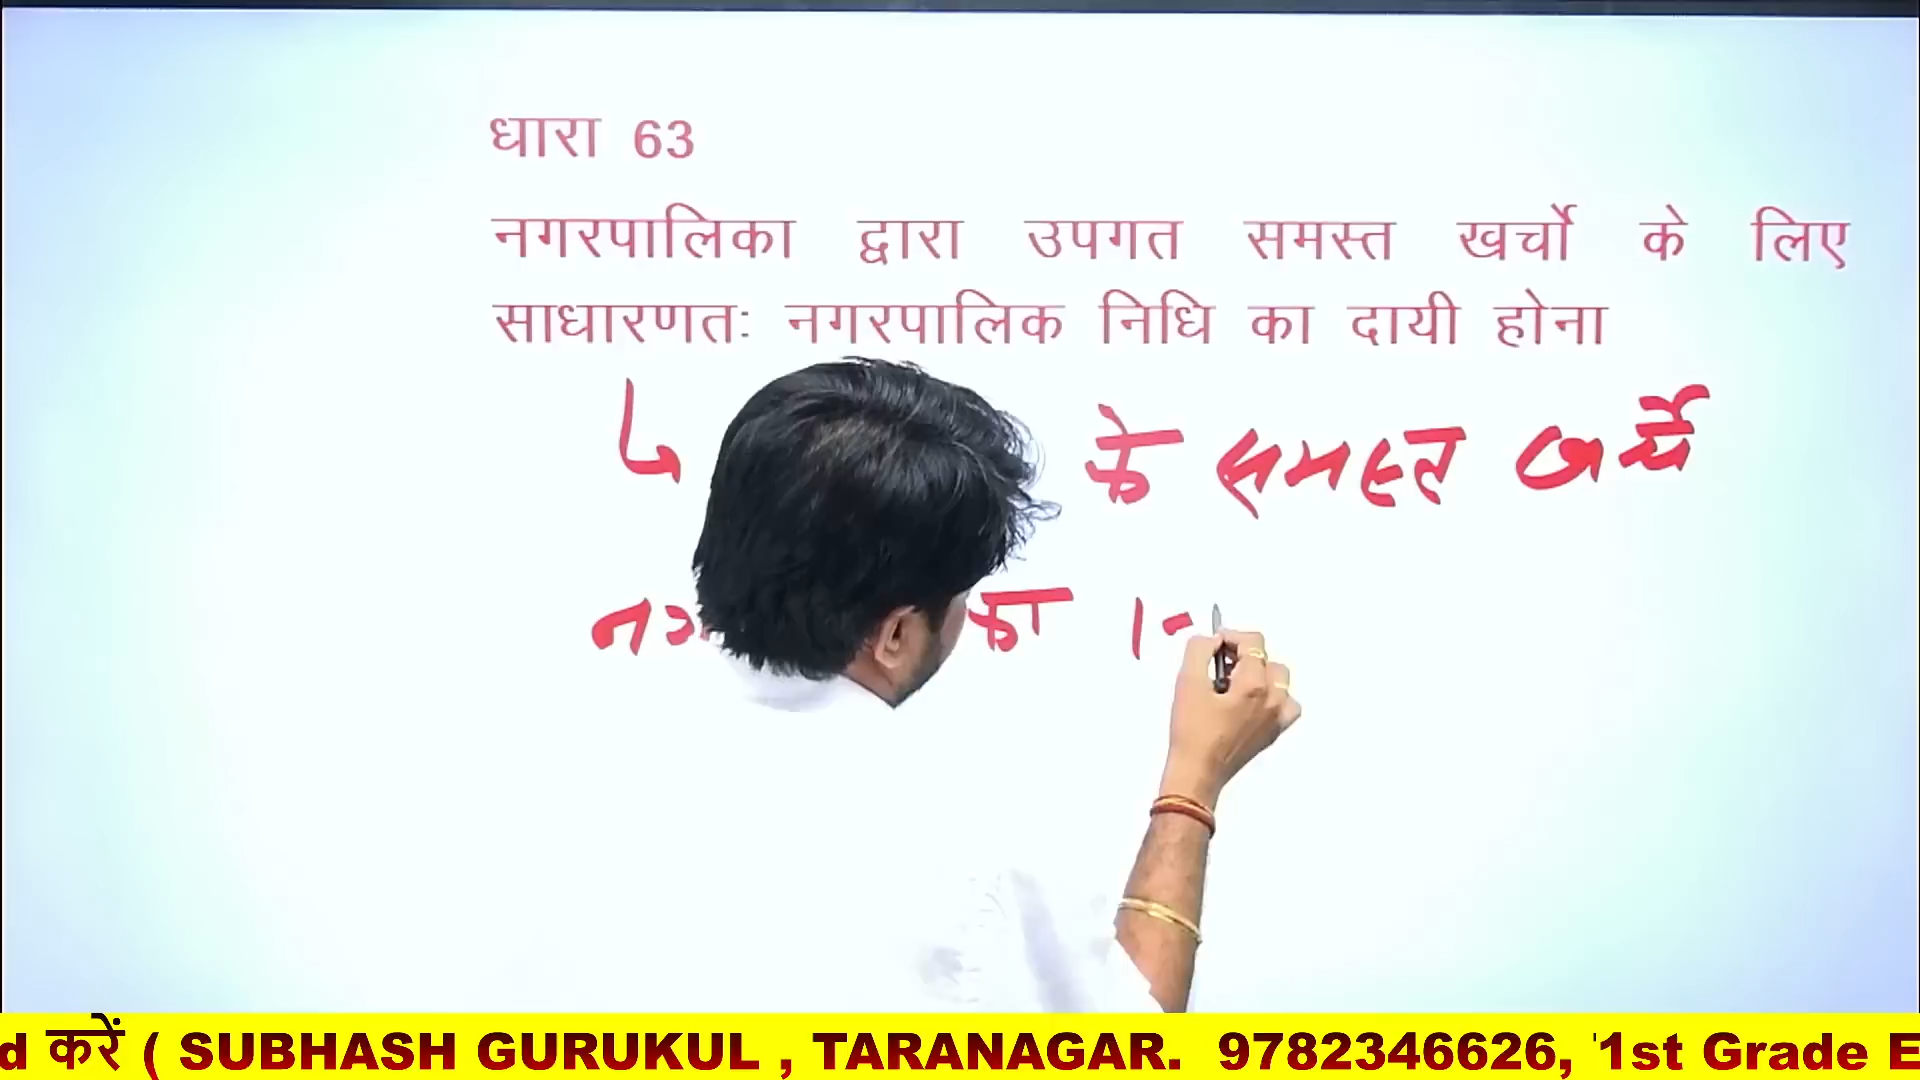 धारा 63
नगरपालिका द्वारा उपगत समस्त खर्चो के लिए
साधारणतः नगरपालिक निधि का दायी होना
के समस्त खर्चे
का
d करें ( SUBHASH GURUKUL , TARANAGAR. 9782346626, '1st Grade E